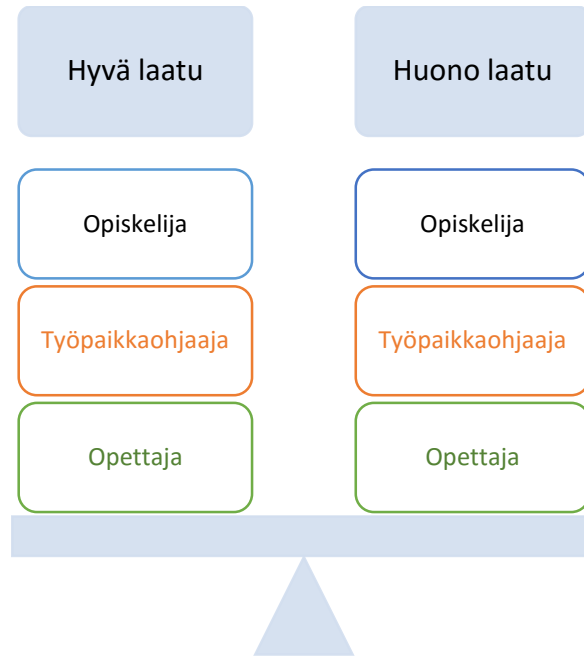 Hyvä laatu
Huono laatu
Opiskelija
Opiskelija
Työpaikkaohjaaja
Työpaikkaohjaaja
Opettaja
Opettaja